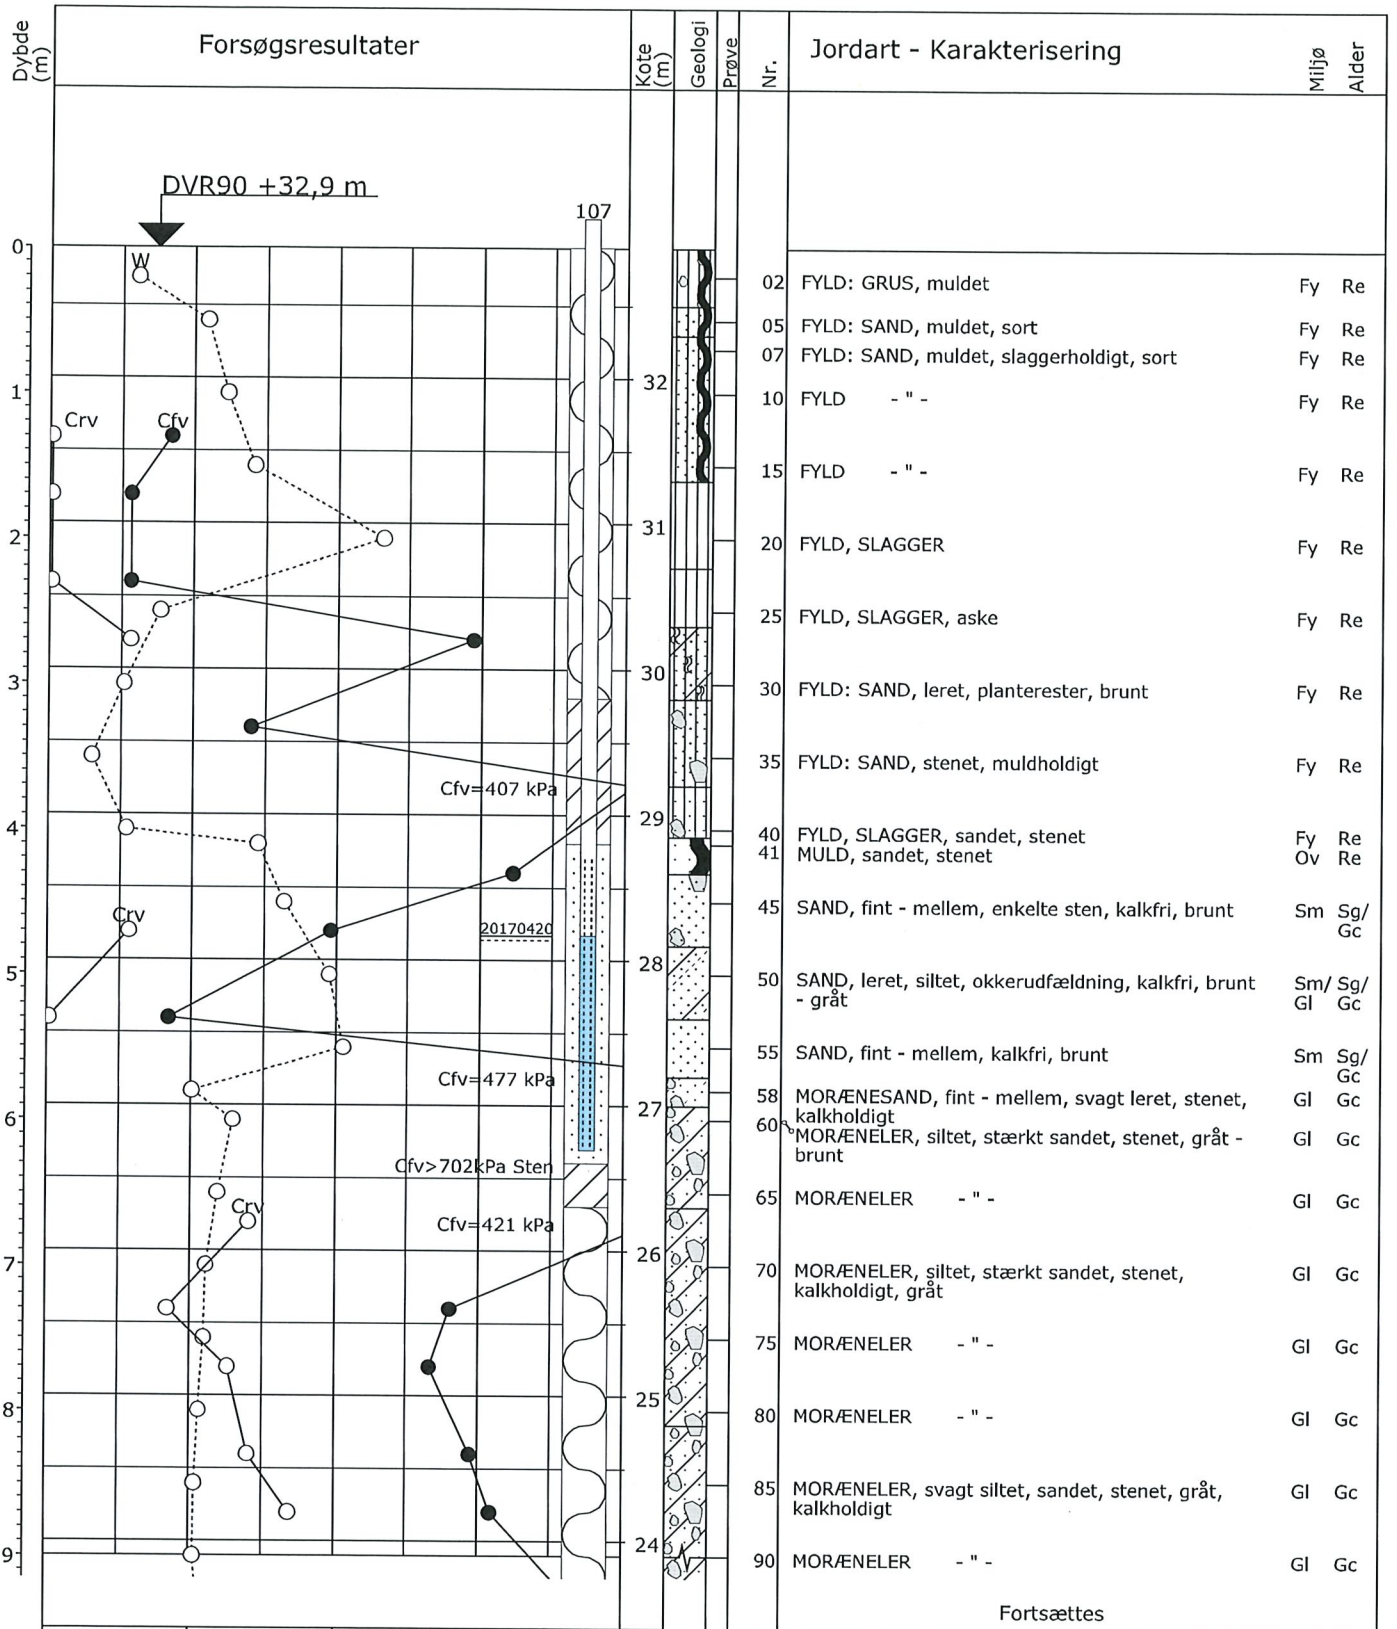 Dybde
(m)
Forsøgsresultater
Kote
(m)
Geologi
Prøve
Nr.
Jordart - Karakterisering
Miljø
Alder
DVR90 +32,9 m
107
0
W
02 FYLD: GRUS, muldet Fy Re
05 FYLD: SAND, muldet, sort Fy Re
07 FYLD: SAND, muldet, slaggerholdigt, sort Fy Re
32
1
10 FYLD - " - Fy Re
Crv Cfv
15 FYLD - " - Fy Re
31
2
20 FYLD, SLAGGER Fy Re
25 FYLD, SLAGGER, aske Fy Re
30
3
30 FYLD: SAND, leret, planterester, brunt Fy Re
35 FYLD: SAND, stenet, muldholdigt Fy Re
Cfv=407 kPa
29
4
40 FYLD, SLAGGER, sandet, stenet Fy Re
41 MULD, sandet, stenet Ov Re
45 SAND, fint - mellem, enkelte sten, kalkfri, brunt Sm Sg/
Gc
Crv
20170420
28
5
50 SAND, leret, siltet, okkerudfældning, kalkfri, brunt Sm/ Sg/
- gråt Gl Gc
55 SAND, fint - mellem, kalkfri, brunt Sm Sg/
Gc
Cfv=477 kPa
58 MORÆNESAND, fint - mellem, svagt leret, stenet, Gl Gc
kalkholdigt
27
6
60 MORÆNELER, siltet, stærkt sandet, stenet, gråt - Gl Gc
brunt
Cfv>702kPa Sten
65 MORÆNELER - " - Gl Gc
Crv
Cfv=421 kPa
26
7
70 MORÆNELER, siltet, stærkt sandet, stenet, Gl Gc
kalkholdigt, gråt
75 MORÆNELER - " - Gl Gc
25
8
80 MORÆNELER - " - Gl Gc
85 MORÆNELER, svagt siltet, sandet, stenet, gråt, Gl Gc
kalkholdigt
24
9
90 MORÆNELER - " - Gl Gc
Fortsættes